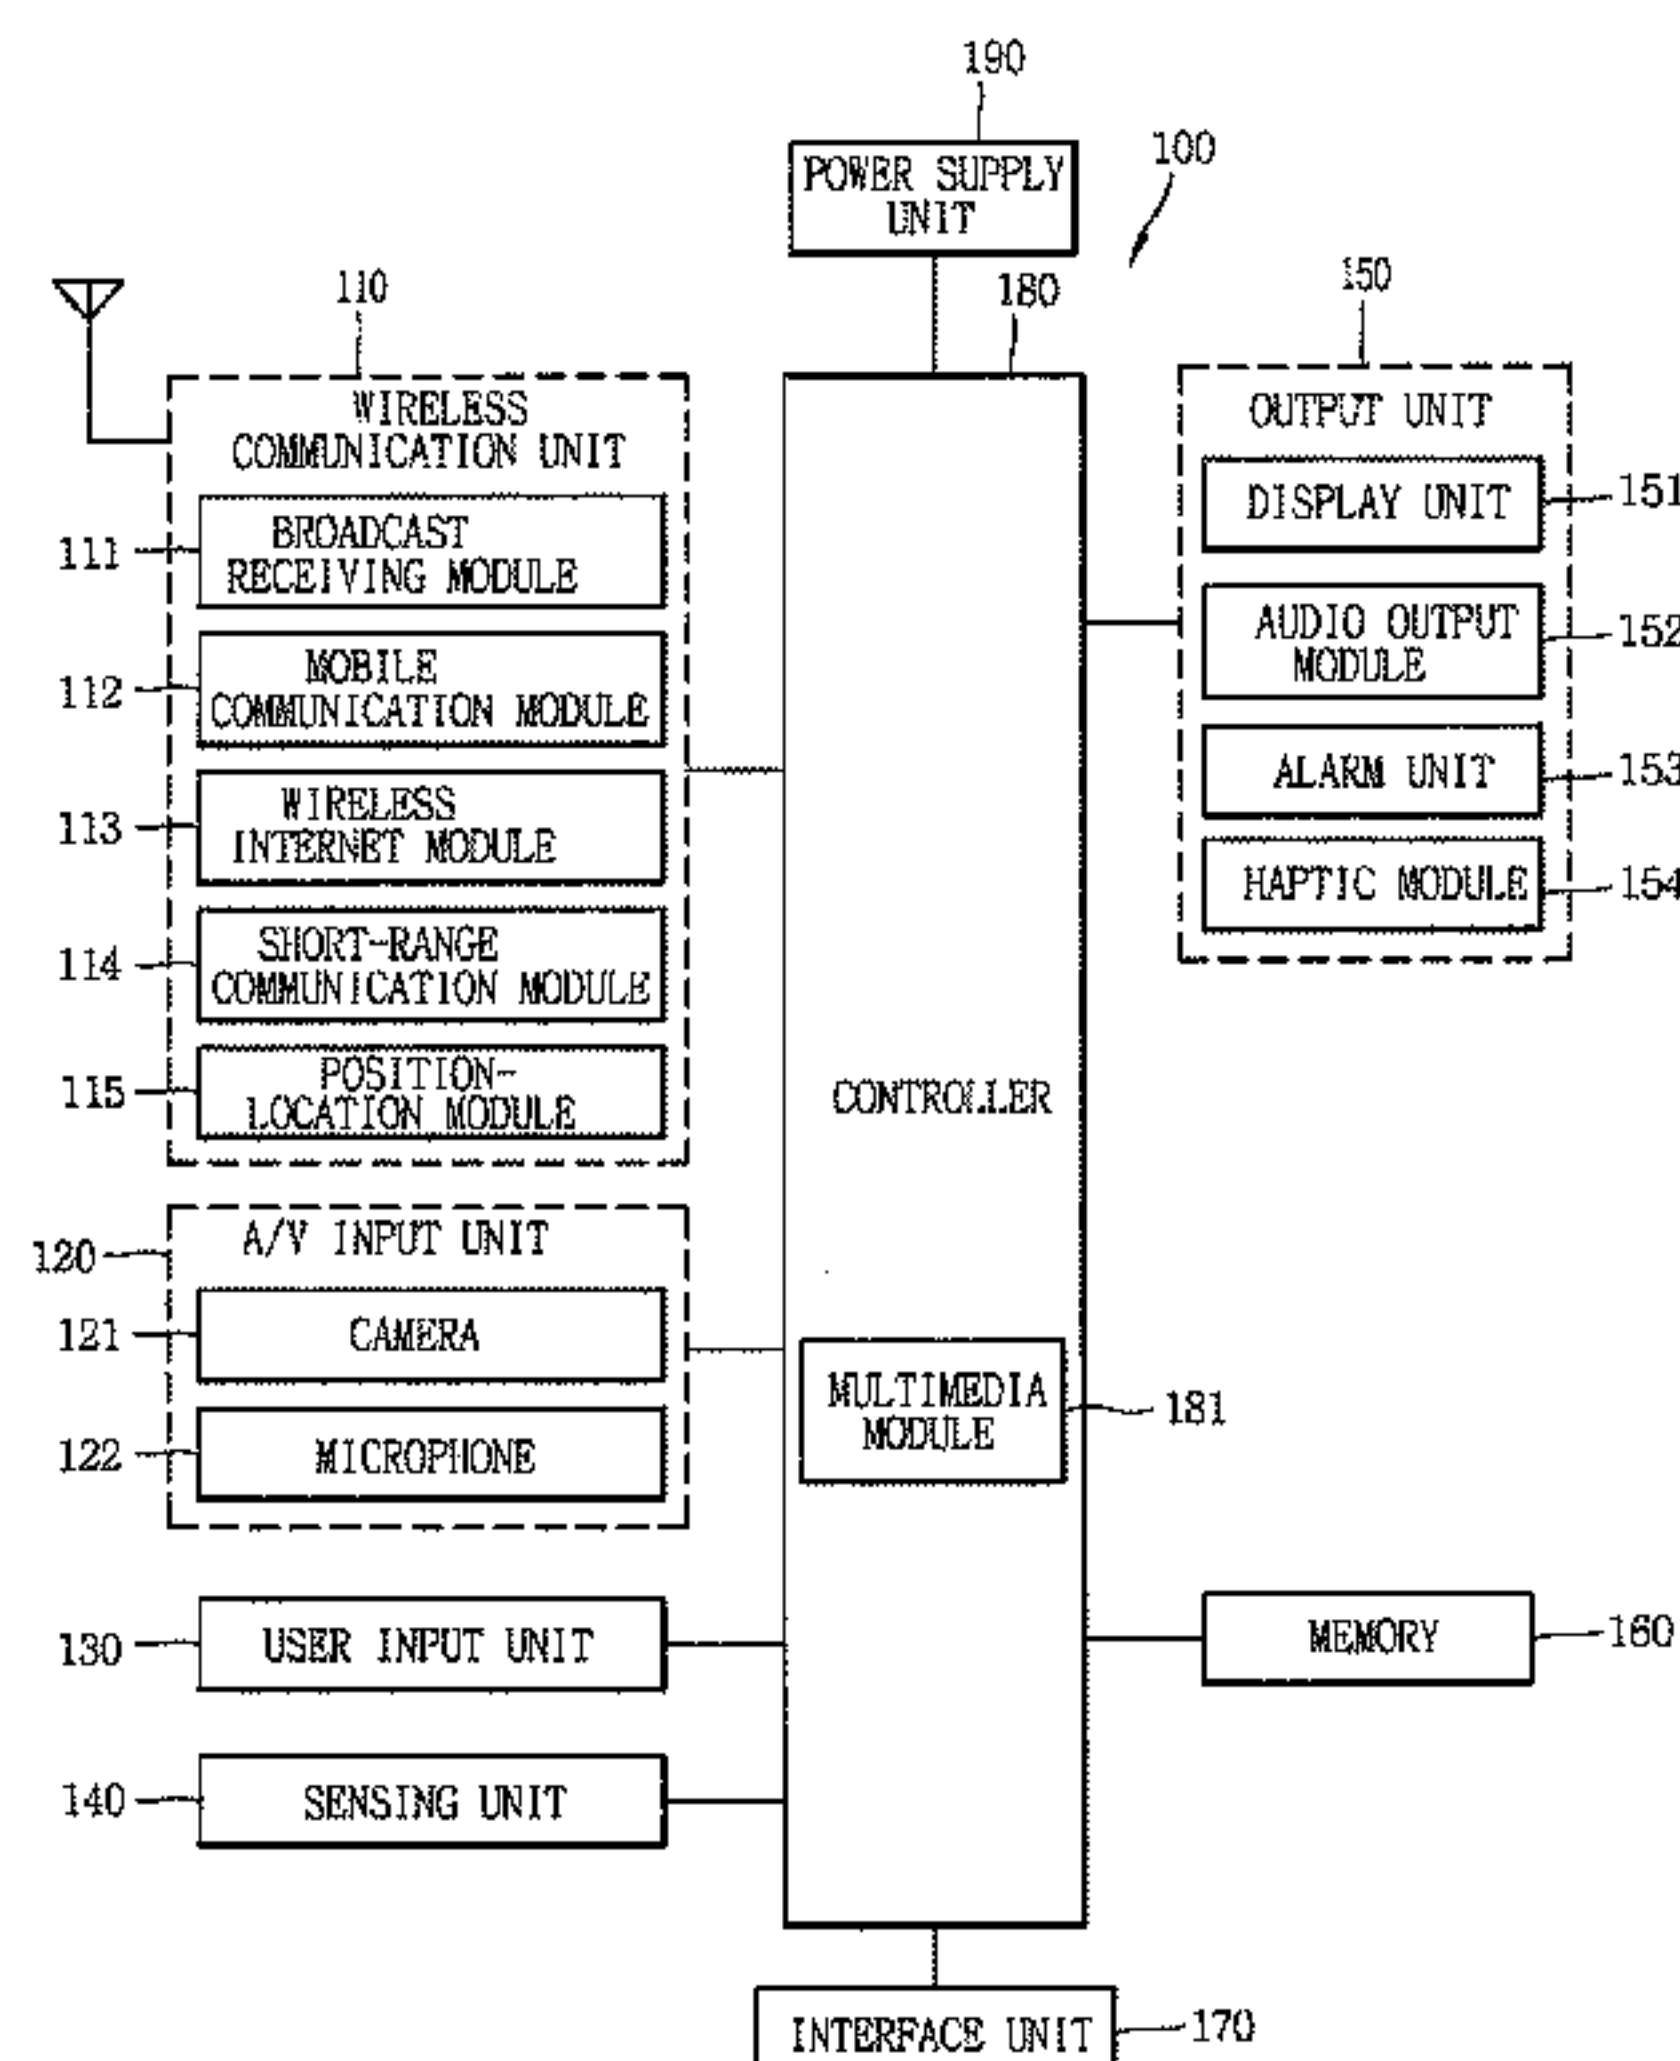 190
POWER SUPPLY
UNIT
100
180
110
WIRELESS
COMMUNICATION UNIT
111
BROADCAST
RECEIVING MODULE
112
MOBILE
COMMUNICATION MODULE
113
WIRELESS
INTERNET MODULE
114
SHORT-RANGE
COMMUNICATION MODULE
115
POSITION-
LOCATION MODULE
120
A/V INPUT UNIT
121
CAMERA
122
MICROPHONE
130
USER INPUT UNIT
140
SENSING UNIT
CONTROLLER
MULTIMEDIA
MODULE
181
150
OUTPUT UNIT
DISPLAY UNIT
151
AUDIO OUTPUT
MODULE
152
ALARM UNIT
153
HAPTIC MODULE
154
MEMORY
160
INTERFACE UNIT
170